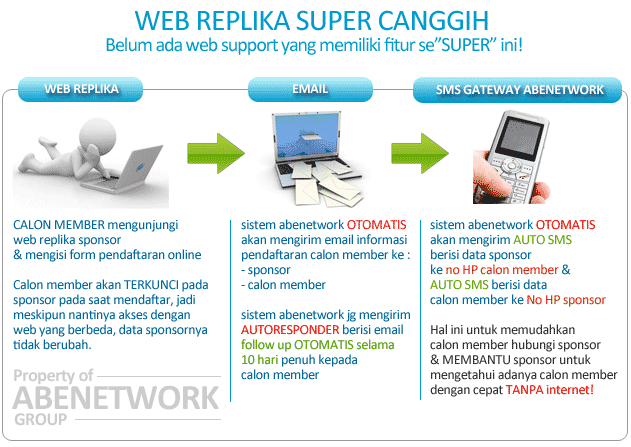 WEB REPLIKA SUPER CANGGIH
Belum ada web support yang memiliki fitur se”SUPER” ini!
WEB REPLIKA
CALON MEMBER mengunjungi
web replika sponsor
& mengisi form pendaftaran online
Calon member akan TERKUNCI pada
sponsor pada saat mendaftar, jadi
meskipun nantinya akses dengan
web yang berbeda, data sponsornya
tidak berubah.
Property of
ABENETWORK
GROUP
EMAIL
sistem abenetwork OTOMATIS
akan mengirim email informasi
pendaftaran calon member ke :
- sponsor
- calon member
sistem abenetwork jg mengirim
AUTORESPONDER berisi email
follow up OTOMATIS selama
10 hari penuh kepada
calon member
SMS GATEWAY ABENETWORK
sistem abenetwork OTOMATIS
akan mengirim AUTO SMS
berisi data sponsor
ke no HP calon member &
AUTO SMS berisi data
calon member ke No HP sponsor
Hal ini untuk memudahkan
calon member hubungi sponsor
& MEMBANTU sponsor untuk
mengetahui adanya calon member
dengan cepat TANPA internet!